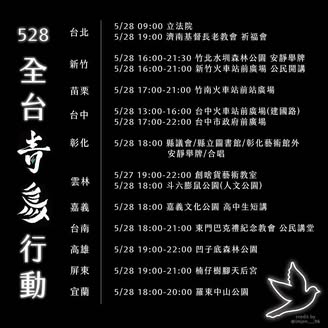 528
全台青鳥行動
台北
5/28 09:00 立法院
5/28 19:00 濟南基督長老教會 祈福會
新竹
5/28 16:00-21:30 竹北水圳森林公園 安靜舉牌
5/28 16:00-21:00 新竹火車站前廣場 公民開講
苗栗
5/28 17:00-21:00 竹南火車站前站廣場
台中
5/28 13:00-16:00 台中火車站前廣場(建國路)
5/28 17:00-22:00 台中市政府前廣場
彰化
5/28 18:00 縣議會/縣立圖書館/彰化藝術館外
安靜舉牌/合唱
雲林
5/27 19:00-22:00 創啥貨藝術教室
5/28 18:00 斗六膨鼠公園(人文公園)
嘉義
5/28 18:00 嘉義文化公園 高中生短講
台南
5/28 18:00-21:00 東門巴克禮紀念教會 公民講堂
高雄
5/28 19:00-22:00 凹子底森林公園
屏東
5/28 19:00-21:00 楠仔樹腳天后宮
宜蘭
5/28 18:00-20:00 羅東中山公園
credit by